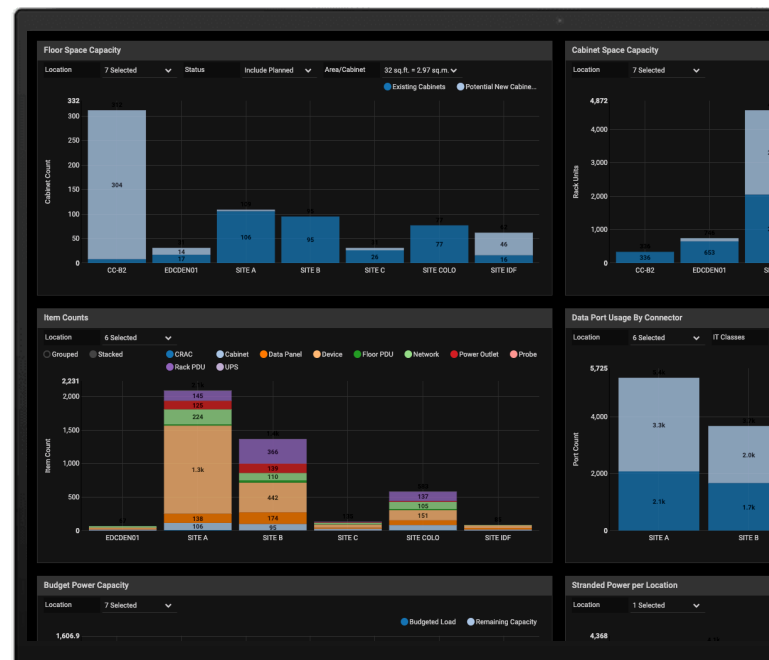 Floor Space Capacity
Location 7 Selected Status Include Planned Area/Cabinet 32 sq.ft. = 2.97 sq.m.
Existing Cabinets Potential New Cabine...
332
300
250
200
150
100
50
0
Cabinet Count
304
14
17
106
95
26
77
46
16
CC-B2 EDCDEN01 SITE A SITE B SITE C SITE COLO SITE IDF
Cabinet Space Capacity
Location 7 Selected
4,872
4,000
3,000
2,000
1,000
0
Rack Units
336
653
CC-B2 EDCDEN01
Item Counts
Location 6 Selected
Grouped Stacked CRAC Cabinet Data Panel Device Floor PDU Network Power Outlet Probe
Rack PDU UPS
2,231
2,000
1,500
1,000
500
0
Item Count
145
125
224
1.3k
138
106
366
139
110
442
174
95
137
105
151
EDCDEN01 SITE A SITE B SITE C SITE COLO SITE IDF
Data Port Usage By Connector
Location 6 Selected IT Classes
5,725
4,000
2,000
0
Port Count
3.3k
2.1k
2.0k
1.7k
SITE A SITE B
Budget Power Capacity
Location 7 Selected
Budgeted Load Remaining Capacity
1,606.9
Stranded Power per Location
Location 1 Selected
4,368